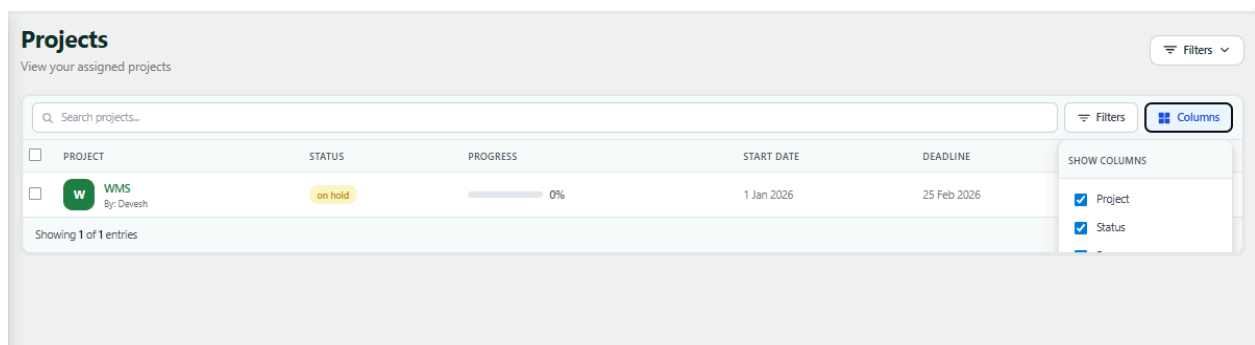 Projects
View your assigned projects
Filters
Search projects...
Filters
Columns
PROJECT STATUS PROGRESS START DATE DEADLINE
SHOW COLUMNS
W WMS on hold 0% 1 Jan 2026 25 Feb 2026
By: Devesh
Project
Status
Showing 1 of 1 entries